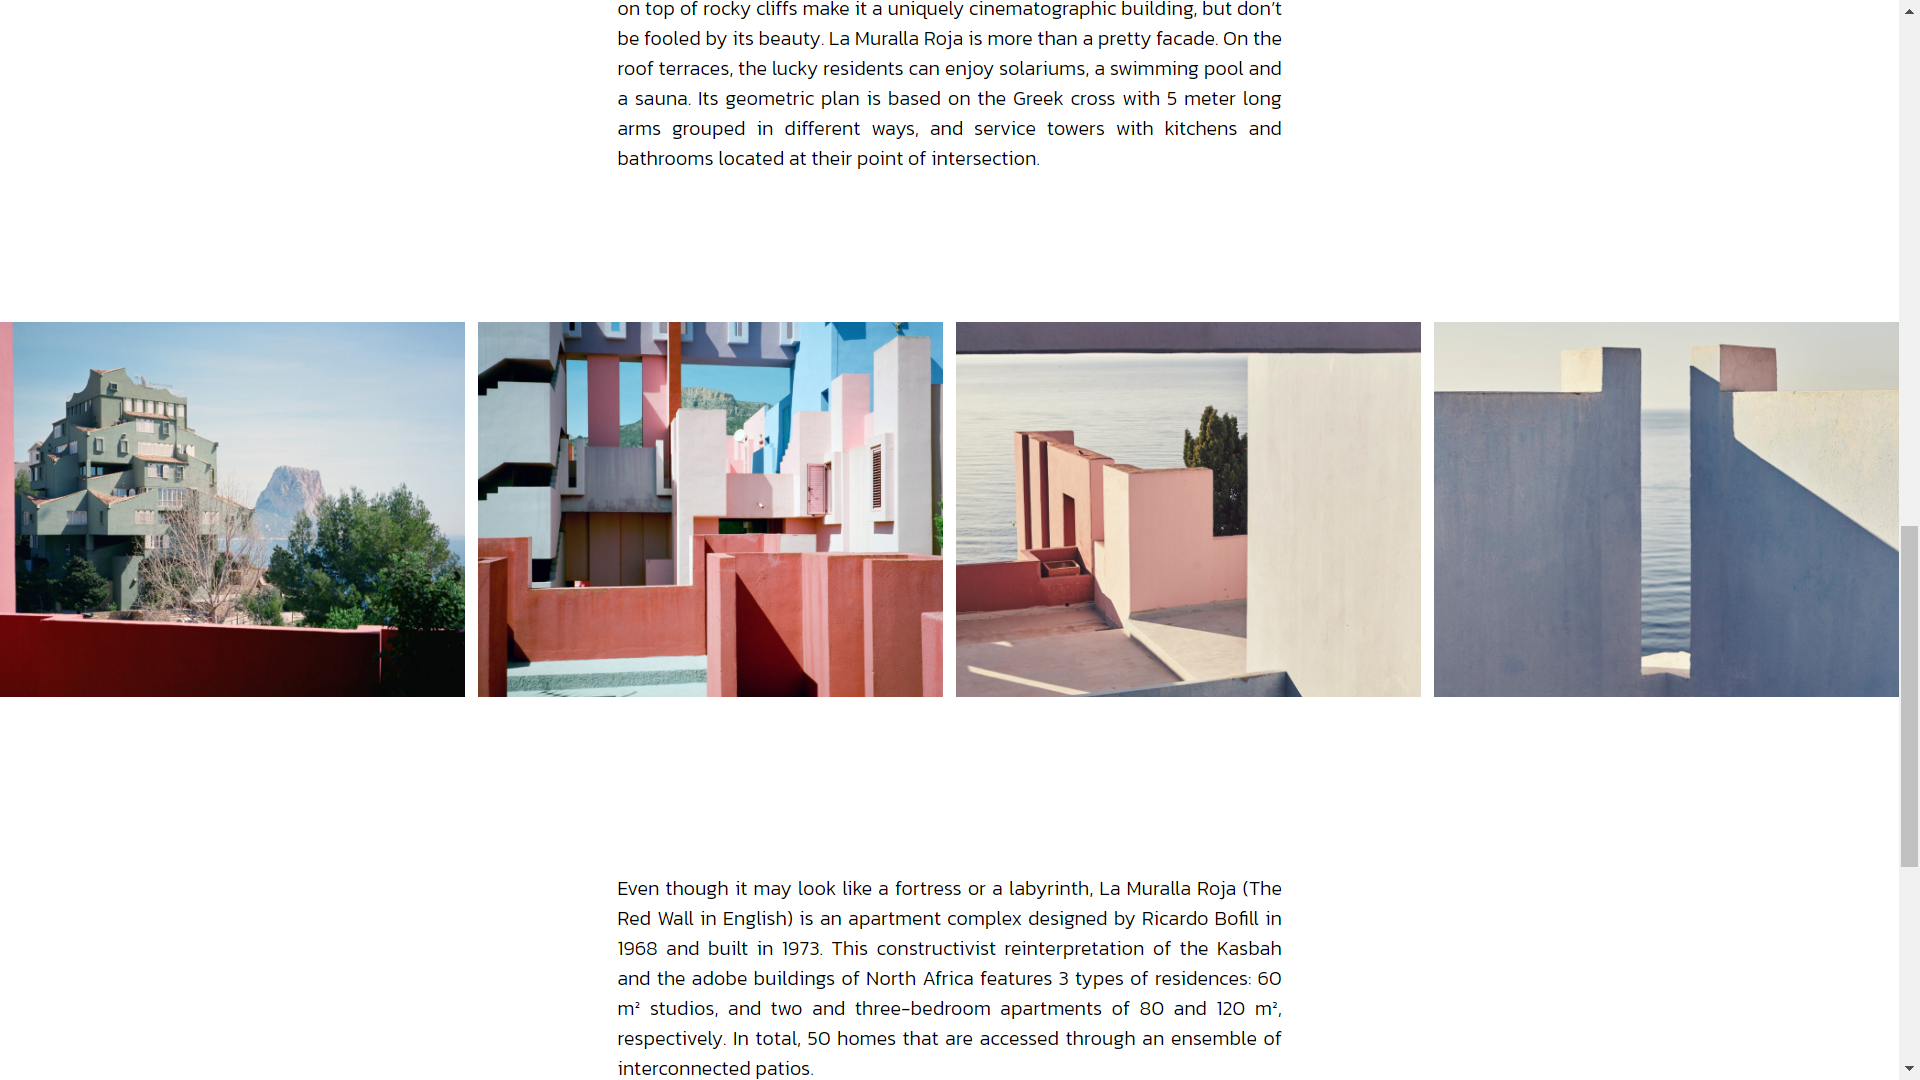 on top of rocky cliffs make it a uniquely cinematographic building, but don’t
be fooled by its beauty. La Muralla Roja is more than a pretty facade. On the
roof terraces, the lucky residents can enjoy solariums, a swimming pool and
a sauna. Its geometric plan is based on the Greek cross with 5 meter long
arms grouped in different ways, and service towers with kitchens and
bathrooms located at their point of intersection.
Even though it may look like a fortress or a labyrinth, La Muralla Roja (The
Red Wall in English) is an apartment complex designed by Ricardo Bofill in
1968 and built in 1973. This constructivist reinterpretation of the Kasbah
and the adobe buildings of North Africa features 3 types of residences: 60
m² studios, and two and three-bedroom apartments of 80 and 120 m²,
respectively. In total, 50 homes that are accessed through an ensemble of
interconnected patios.